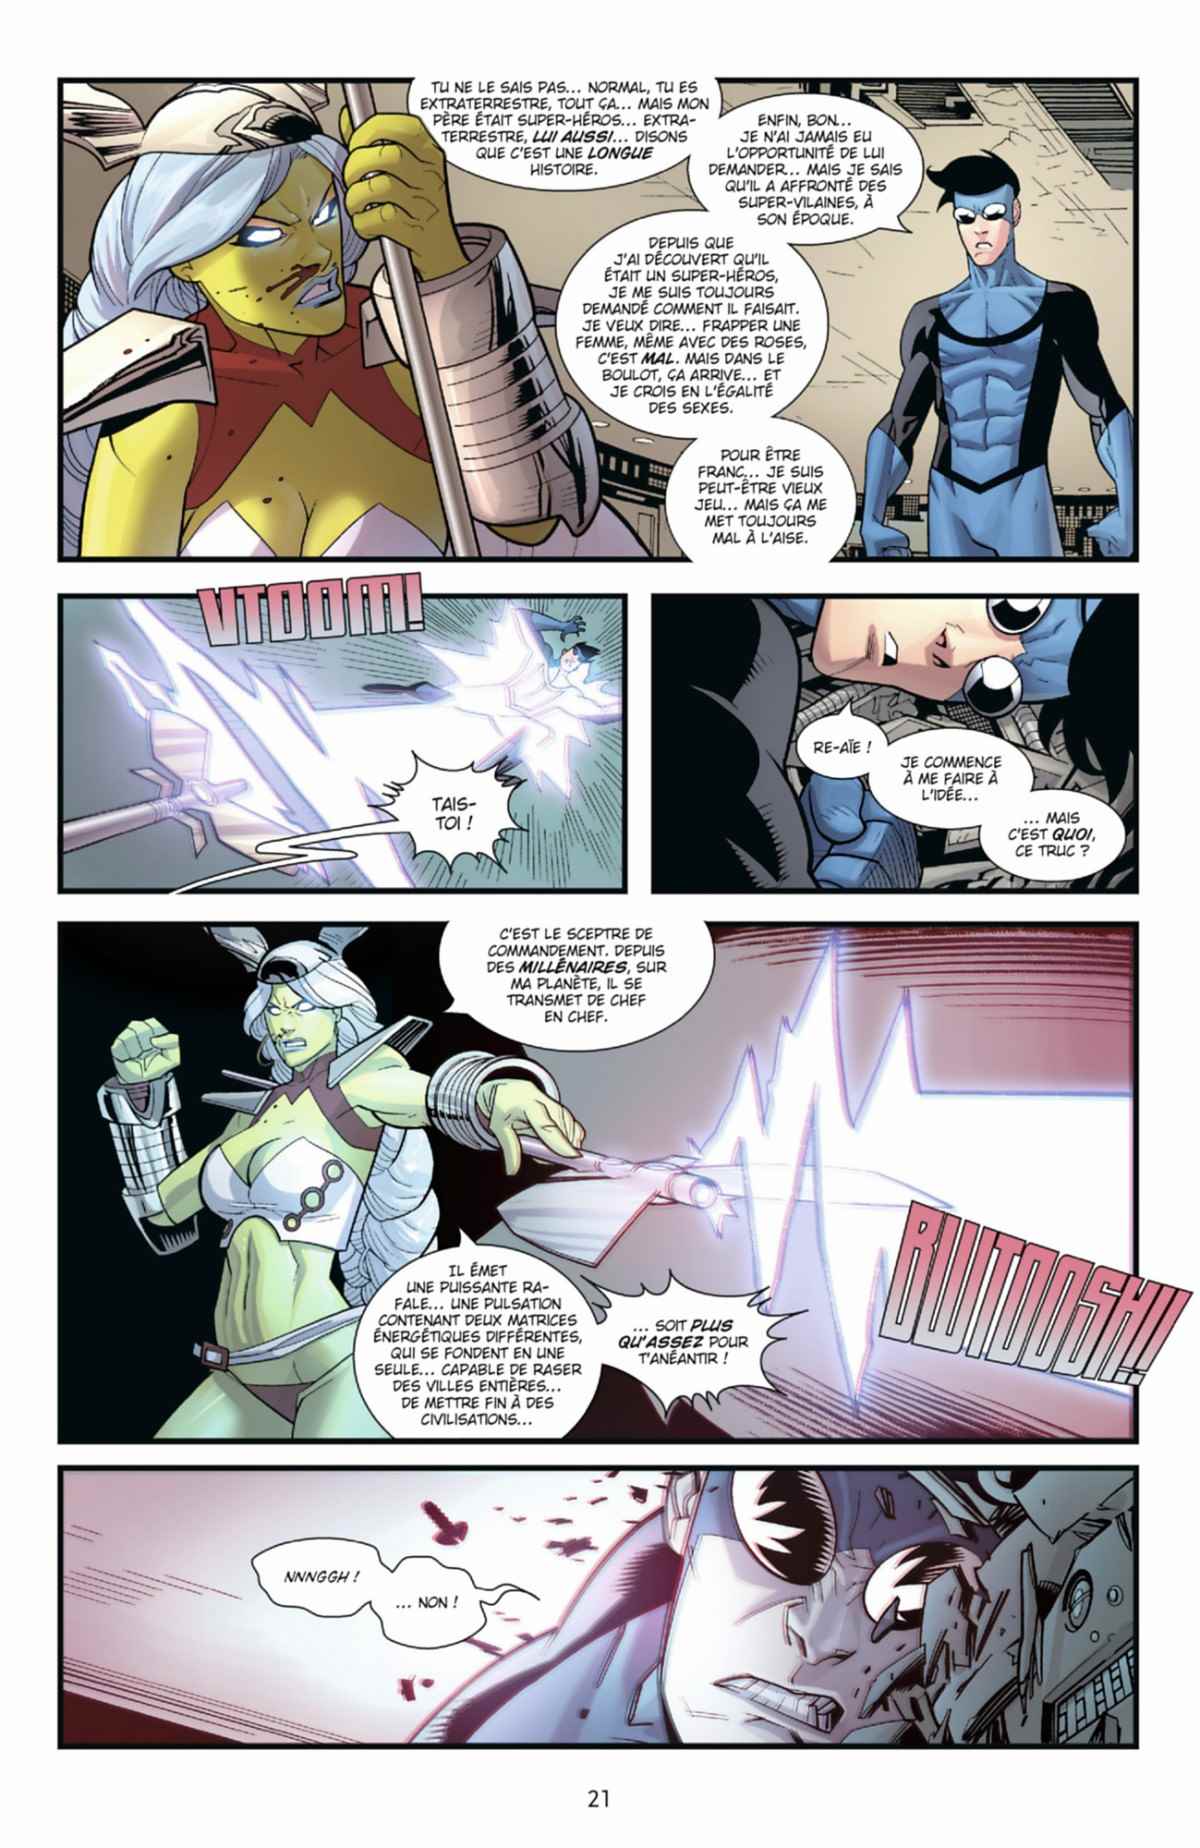 TU NE LE SAIS PAS... NORMAL, TU ES
EXTRATERRESTRE, TOUT ÇA... MAIS MON
PÈRE ÉTAIT SUPER-HÉROS... EXTRA-
TERRESTRE, LUI AUSSI... DISONS
QUE C'EST UNE LONGUE
HISTOIRE.
ENFIN, BON...
JE N'AI JAMAIS EU
L'OPPORTUNITÉ DE LUI
DEMANDER... MAIS JE SAIS
QU'IL A AFFRONTÉ DES
SUPER-VILAINES, À
SON ÉPOQUE.
DEPUIS QUE
J'AI DÉCOUVERT QU'IL
ÉTAIT UN SUPER-HÉROS,
JE ME SUIS TOUJOURS
DEMANDÉ COMMENT IL FAISAIT.
JE VEUX DIRE... FRAPPER UNE
FEMME, MÊME AVEC DES ROSES,
C'EST MAL. MAIS DANS LE
BOULOT, ÇA ARRIVE... ET
JE CROIS EN L'ÉGALITÉ
DES SEXES.
POUR ÊTRE
FRANC... JE SUIS
PEUT-ÊTRE VIEUX
JEU... MAIS ÇA ME
MET TOUJOURS
MAL À L'AISE.
VTOOM!
TAIS-
TOI !
RE-AÏE !
JE COMMENCE
À ME FAIRE À
L'IDÉE...
... MAIS
C'EST QUOI,
CE TRUC ?
C'EST LE SCEPTRE DE
COMMANDEMENT. DEPUIS
DES MILLÉNAIRES, SUR
MA PLANÈTE, IL SE
TRANSMET DE CHEF
EN CHEF.
IL ÉMET
UNE PUISSANTE RA-
FALE... UNE PULSATION
CONTENANT DEUX MATRICES
ÉNERGÉTIQUES DIFFÉRENTES,
QUI SE FONDENT EN UNE
SEULE... CAPABLE DE RASER
DES VILLES ENTIÈRES...
DE METTRE FIN À DES
CIVILISATIONS...
... SOIT PLUS
QU'ASSEZ POUR
T'ANÉANTIR !
BWTOOSH!!
NNNGGH !
... NON !
21